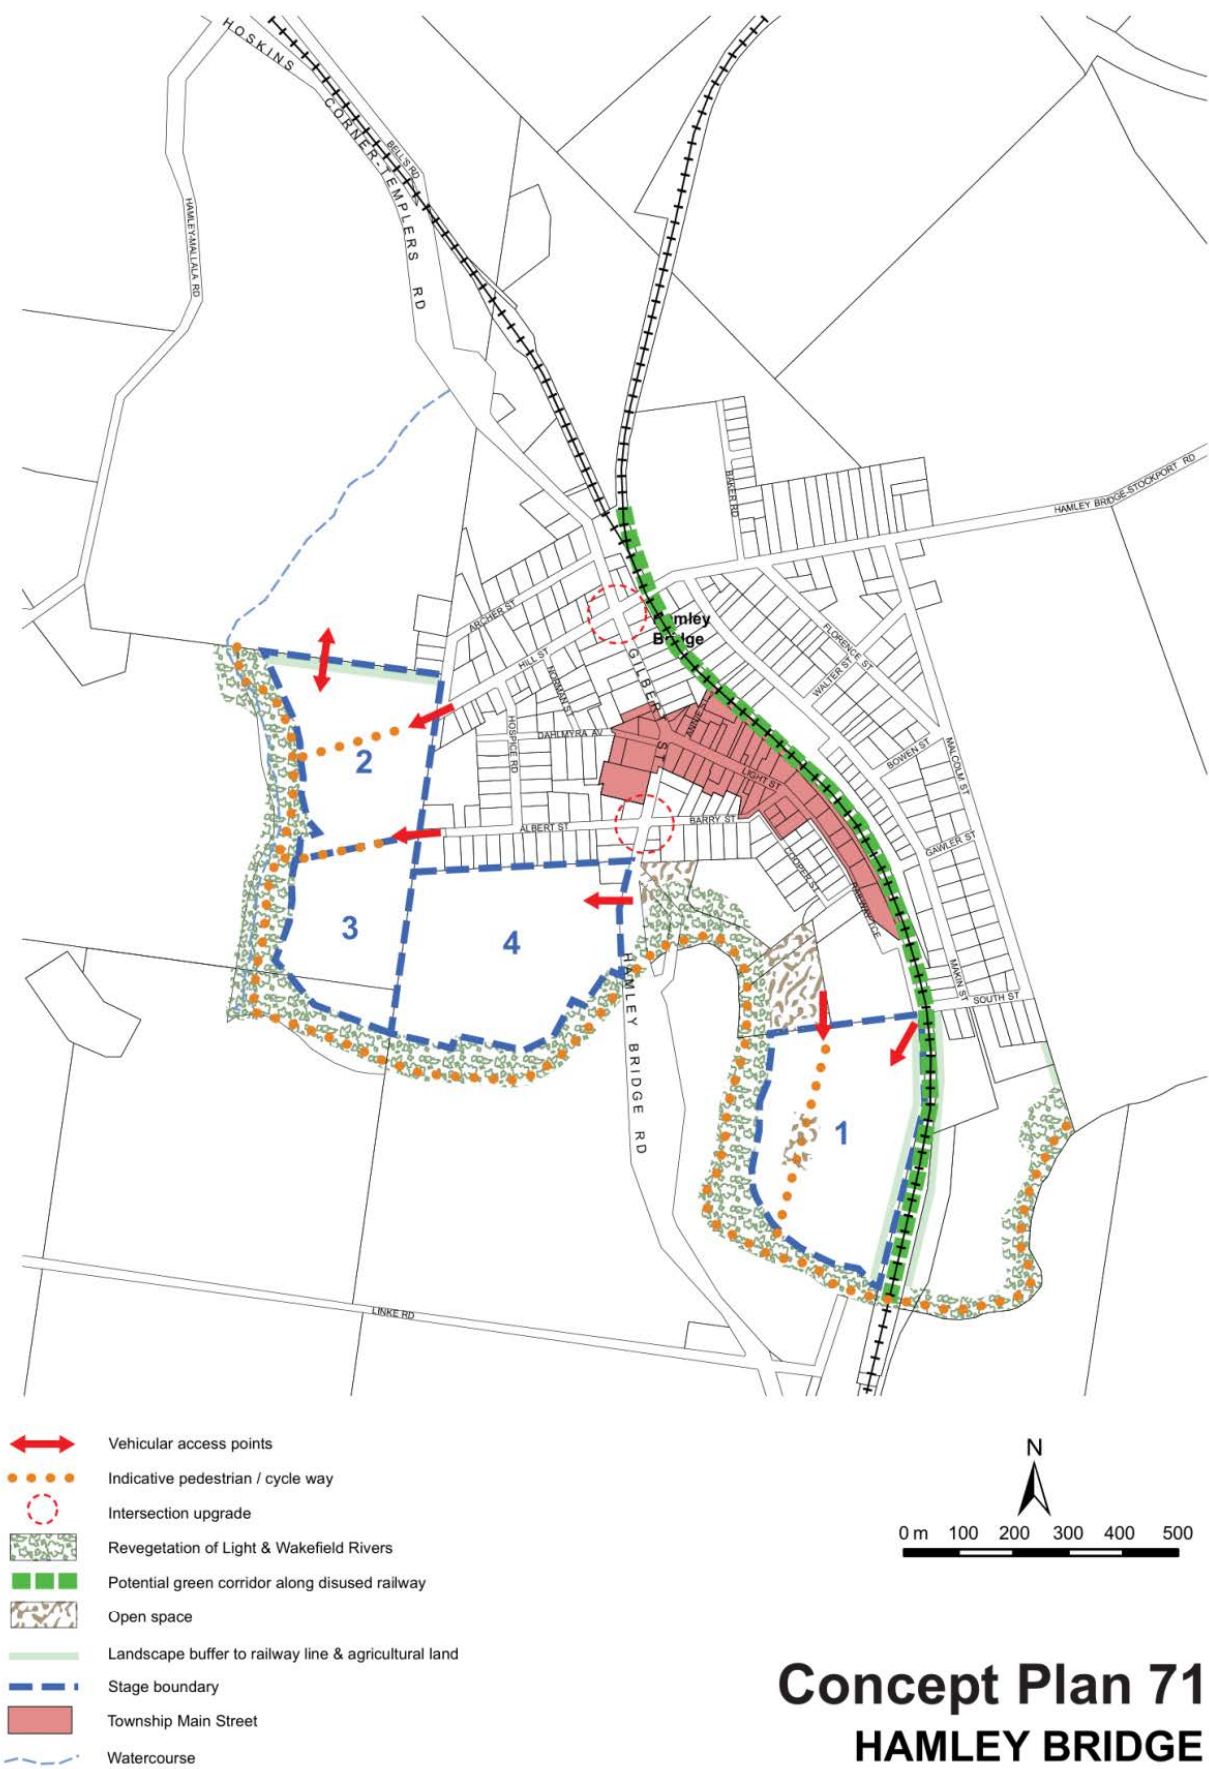 HOSKINS CORNER-TEMPLERS RD
BELL'S RD
HAMLEY-MALLALA RD
BAKER RD
HAMLEY BRIDGE-STOCKPORT RD
ARCHER ST
HILL ST
NORMAN ST
GILBERT ST
FLORENCE ST
WALTER ST
HOSPICE RD
DAHLMYRA AV
LIGHT ST
BOWEN ST
MALCOLM ST
2
ALBERT ST
BARRY ST
GAWLER ST
COOPER ST
3
4
MAKIN ST
SOUTH ST
HAMLEY BRIDGE RD
1
LINKE RD
Vehicular access points
Indicative pedestrian / cycle way
Intersection upgrade
Revegetation of Light & Wakefield Rivers
Potential green corridor along disused railway
Open space
Landscape buffer to railway line & agricultural land
Stage boundary
Township Main Street
Watercourse
N
0 m 100 200 300 400 500
Concept Plan 71
HAMLEY BRIDGE